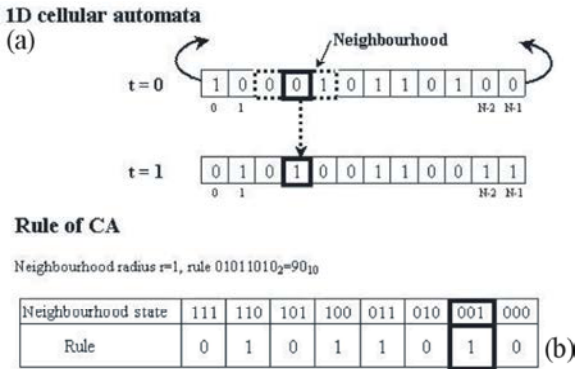 1D cellular automata
(a)
Neighbourhood
t = 0 1 0 0 0 1 0 1 1 0 1 0 0
0 1 N-2 N-1
t = 1 0 1 0 1 0 0 1 1 0 0 1 1
0 1 N-2 N-1
Rule of CA
Neighbourhood radius r=1, rule 01011010₂=90₁₀
Neighbourhood state 111 110 101 100 011 010 001 000
Rule 0 1 0 1 1 0 1 0 (b)